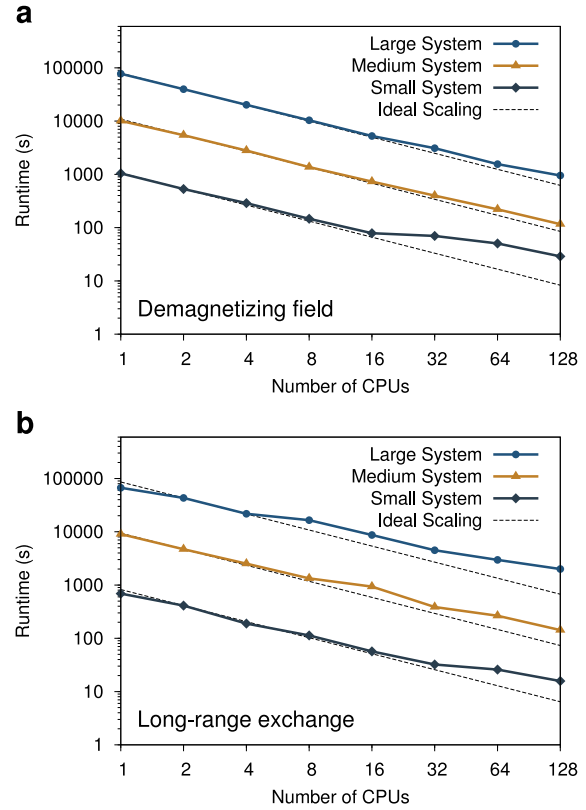 a
Large System
Medium System
Small System
Ideal Scaling
100000
10000
1000
100
10
1
Runtime (s)
Demagnetizing field
1 2 4 8 16 32 64 128
Number of CPUs
b
Large System
Medium System
Small System
Ideal Scaling
100000
10000
1000
100
10
1
Runtime (s)
Long-range exchange
1 2 4 8 16 32 64 128
Number of CPUs